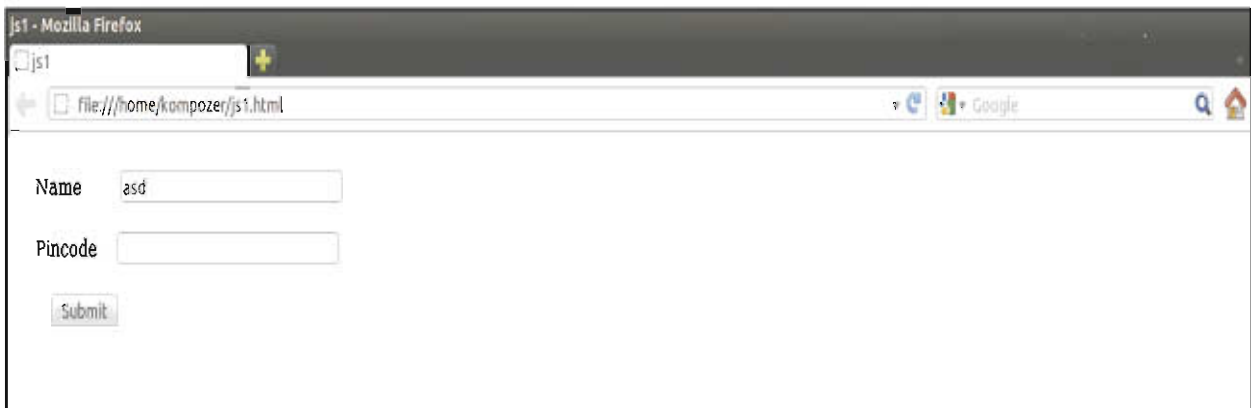 js1 - Mozilla Firefox
js1
file:///home/kompozer/js1.html
Google
Name asd
Pincode
Submit